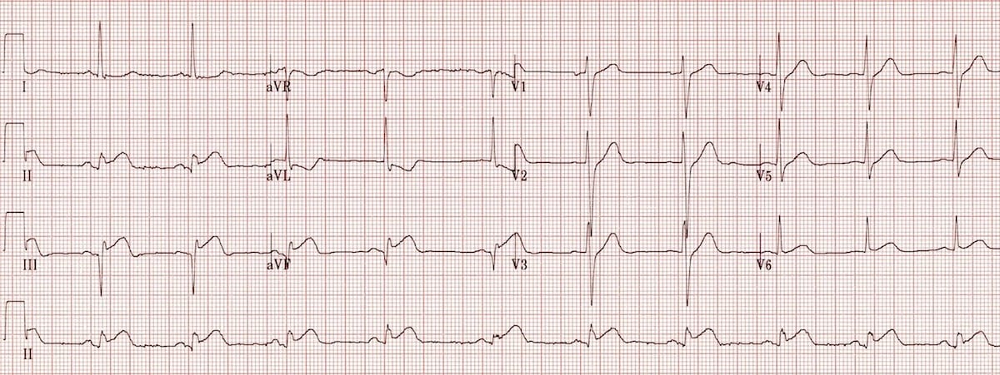 I aVR V1 V4
II aVL V2 V5
III aVF V3 V6
II